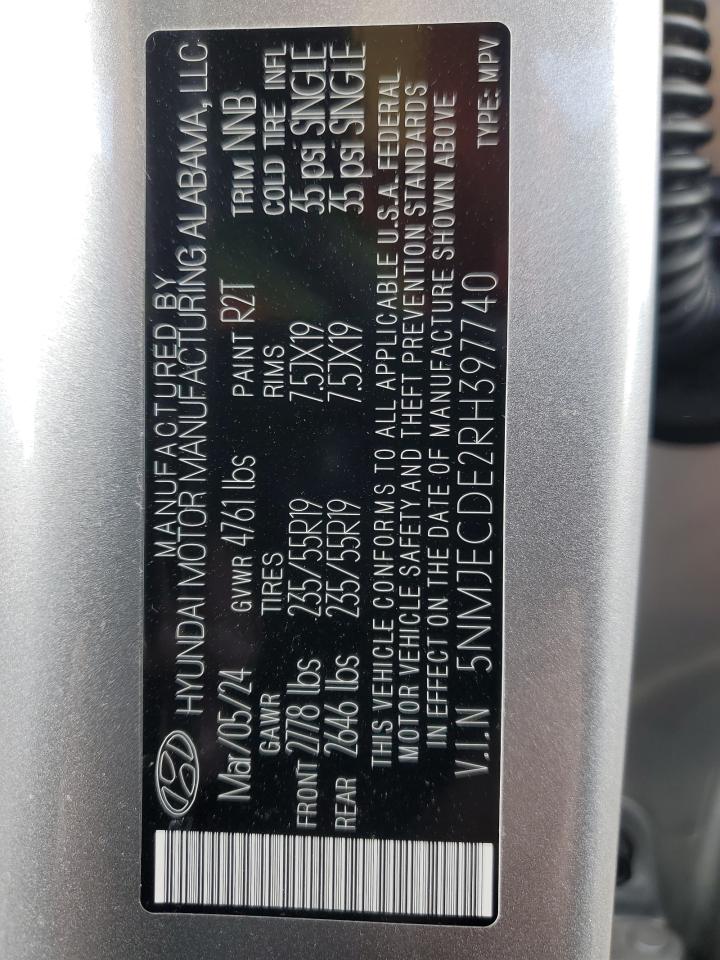 MANUFACTURED BY
HYUNDAI MOTOR MANUFACTURING ALABAMA, LLC
Mar/05/24 GVWR 4761 lbs PAINT R2T TRIM NNB
GAWR TIRES RIMS COLD TIRE INFL
FRONT 2778 lbs 235/55R19 7.5JX19 35 psi SINGLE
REAR 2646 lbs 235/55R19 7.5JX19 35 psi SINGLE
THIS VEHICLE CONFORMS TO ALL APPLICABLE U.S.A. FEDERAL
MOTOR VEHICLE SAFETY AND THEFT PREVENTION STANDARDS
IN EFFECT ON THE DATE OF MANUFACTURE SHOWN ABOVE
V.I.N 5NMJECDE2RH397740 TYPE: MPV